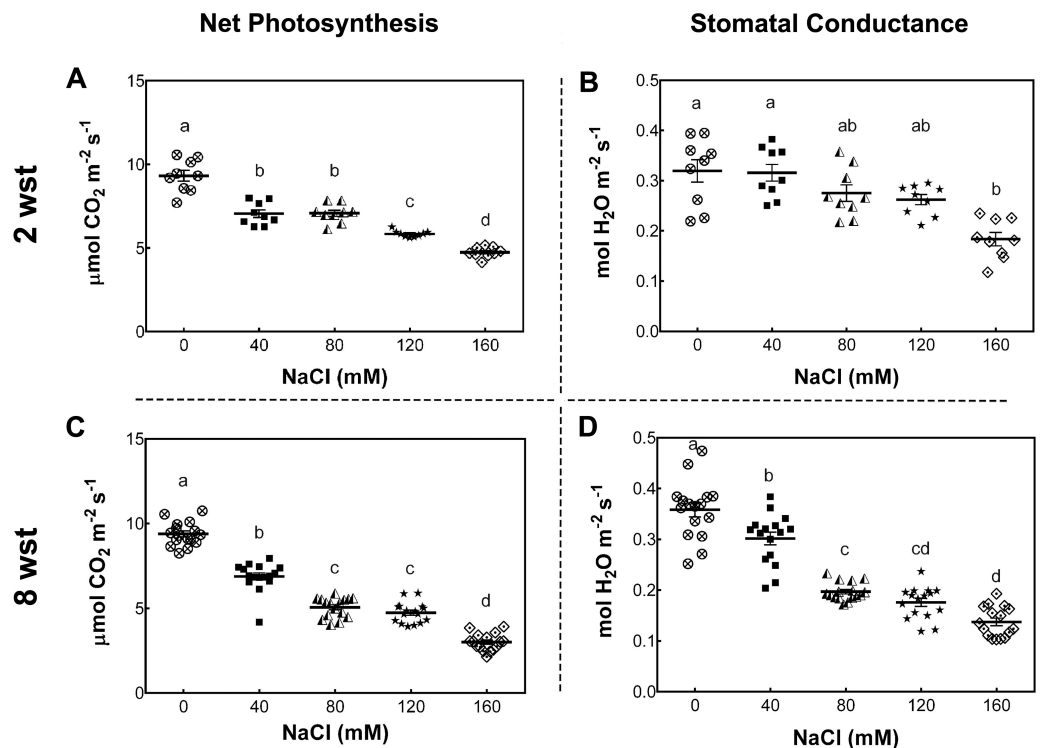 Net Photosynthesis
Stomatal Conductance
2 wst
A
µmol CO2 m-2 s-1
15
10
5
0
a
b
b
c
d
0 40 80 120 160
NaCl (mM)
B
mol H2O m-2 s-1
0.5
0.4
0.3
0.2
0.1
0.0
a
a
ab
ab
b
0 40 80 120 160
NaCl (mM)
8 wst
C
µmol CO2 m-2 s-1
15
10
5
0
a
b
c
c
d
0 40 80 120 160
NaCl (mM)
D
mol H2O m-2 s-1
0.5
0.4
0.3
0.2
0.1
0.0
a
b
c
cd
d
0 40 80 120 160
NaCl (mM)